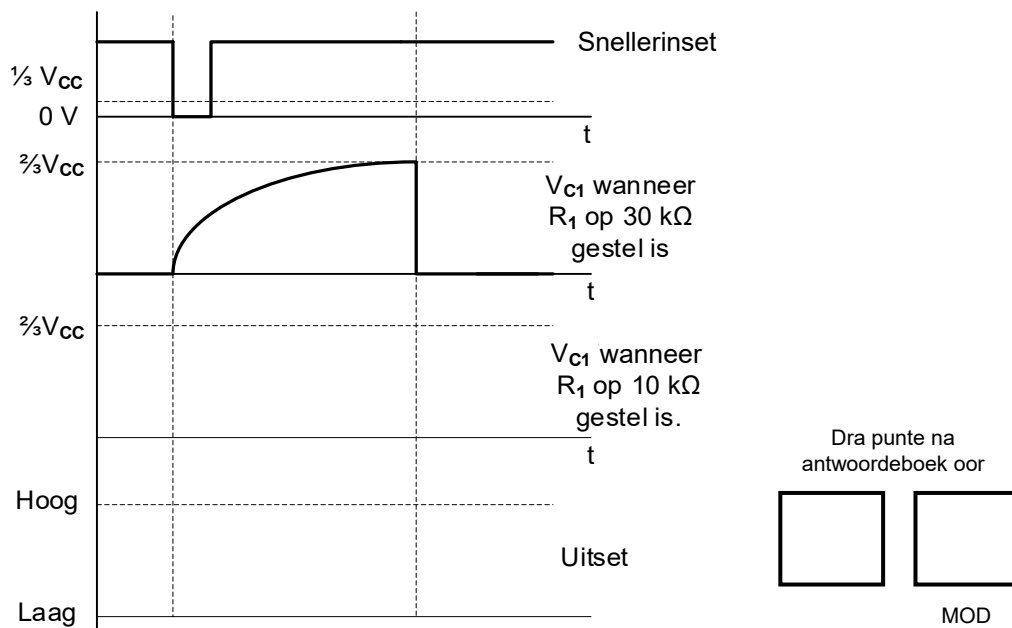 Snellerinset
⅓ Vcc
0 V
t
⅔Vcc
VC1 wanneer
R1 op 30 kΩ
gestel is
t
⅔Vcc
VC1 wanneer
R1 op 10 kΩ
gestel is.
t
Dra punte na
antwoordeboek oor
Hoog
Uitset
Laag
MOD